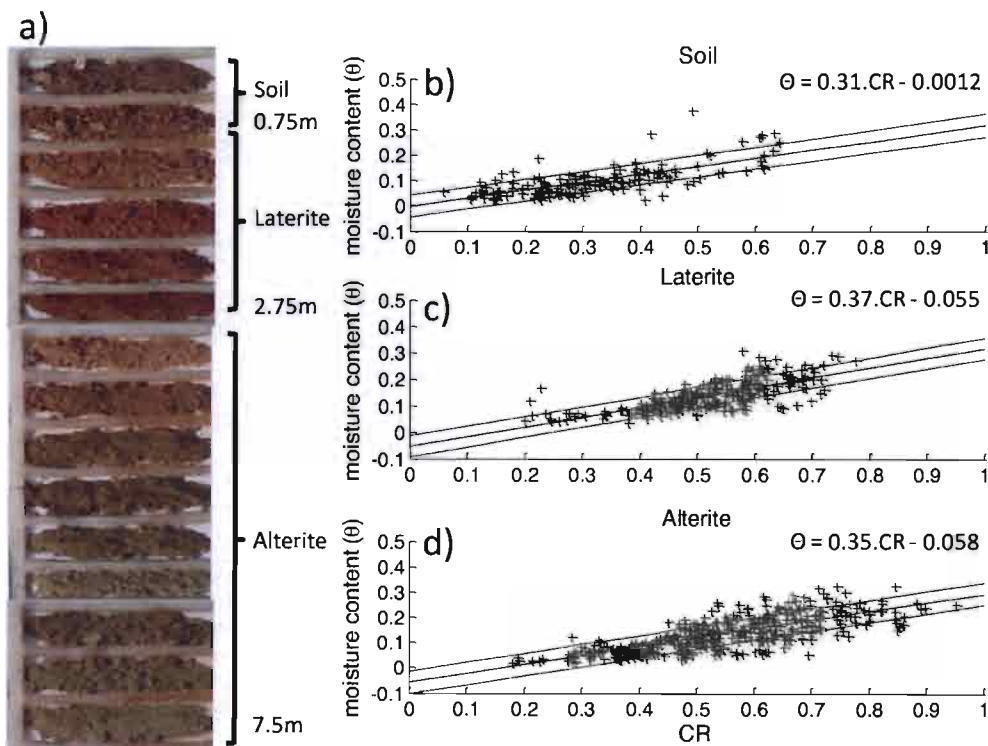 a)
Soil
0.75m
Laterite
2.75m
Alterite
7.5m
b)
Soil
Θ = 0.31.CR - 0.0012
moisture content (θ)
0.5
0.4
0.3
0.2
0.1
0
-0.1
0 0.1 0.2 0.3 0.4 0.5 0.6 0.7 0.8 0.9 1
c)
Laterite
Θ = 0.37.CR - 0.055
moisture content (θ)
0.5
0.4
0.3
0.2
0.1
0
-0.1
0 0.1 0.2 0.3 0.4 0.5 0.6 0.7 0.8 0.9 1
d)
Alterite
Θ = 0.35.CR - 0.058
moisture content (θ)
0.5
0.4
0.3
0.2
0.1
0
-0.1
0 0.1 0.2 0.3 0.4 0.5 0.6 0.7 0.8 0.9 1
CR